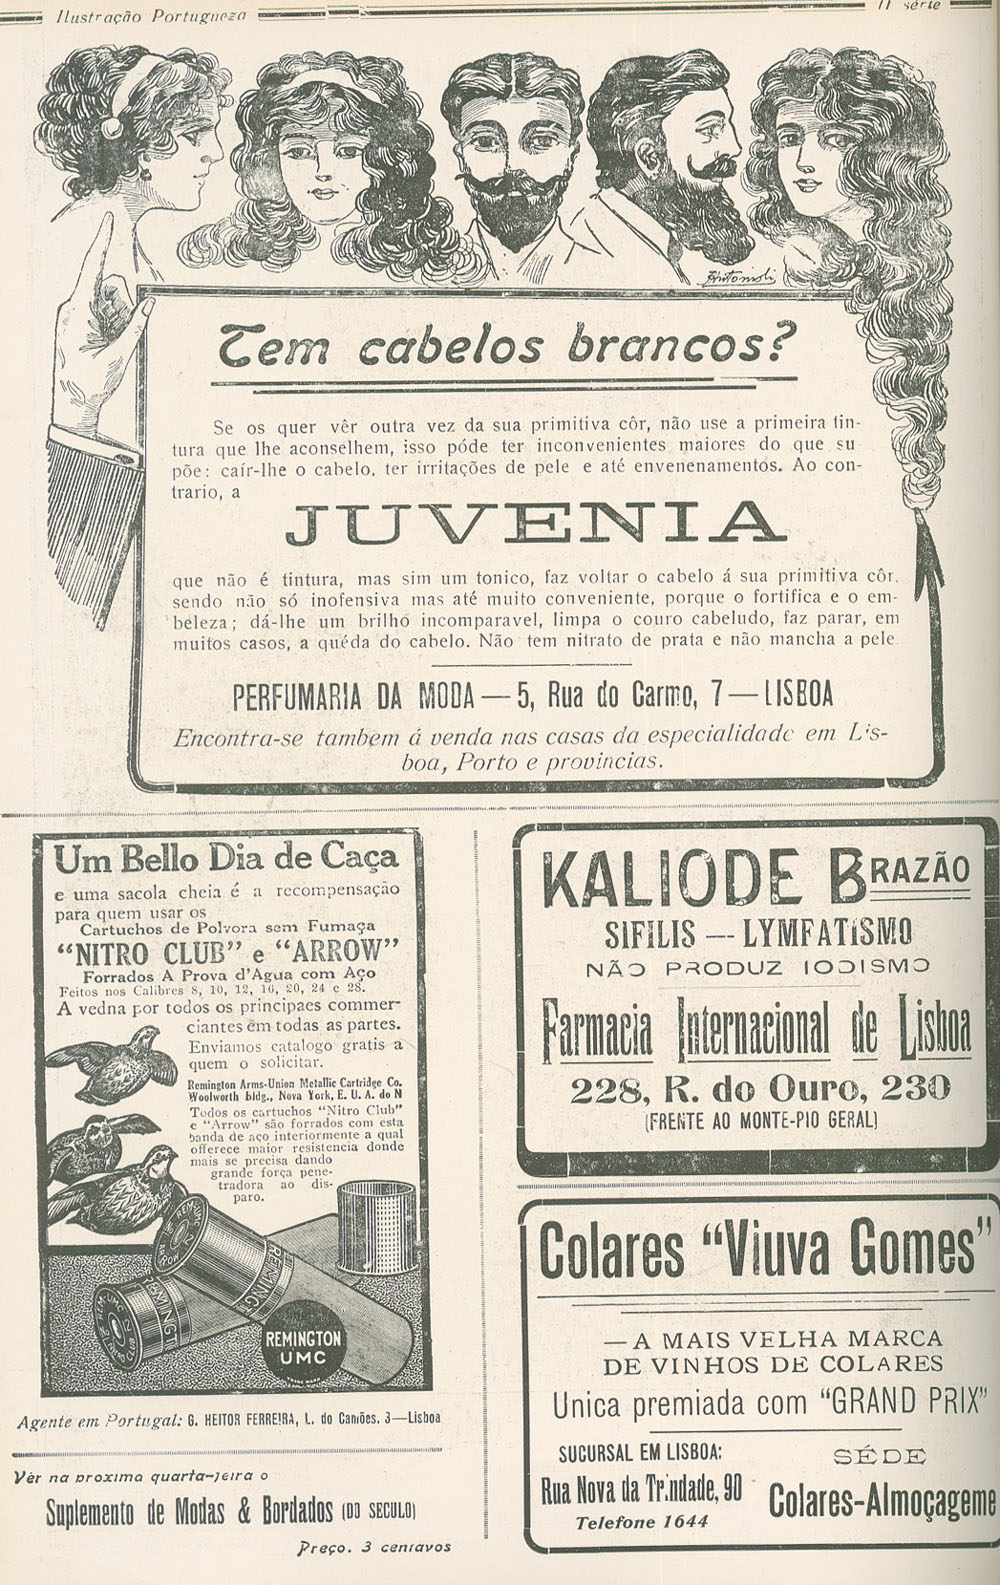 Ilustração Portugueza
II série
Antonioli
Tem cabelos brancos?
Se os quer vêr outra vez da sua primitiva côr, não use a primeira tin-
tura que lhe aconselhem, isso póde ter inconvenientes maiores do que su
põe: caír-lhe o cabelo, ter irritações de pele e até envenenamentos. Ao con-
trario, a
JUVENIA
que não é tintura, mas sim um tonico, faz voltar o cabelo á sua primitiva côr,
sendo não só inofensiva mas até muito conveniente, porque o fortifica e o em-
beleza; dá-lhe um brilho incomparavel, limpa o couro cabeludo, faz parar, em
muitos casos, a quéda do cabelo. Não tem nitrato de prata e não mancha a pele
PERFUMARIA DA MODA — 5, Rua do Carmo, 7 — LISBOA
Encontra-se tambem á venda nas casas da especialidade em Lis-
boa, Porto e provincias.
Um Bello Dia de Caça
e uma sacola cheia é a recompensação
para quem usar os
Cartuchos de Polvora sem Fumaça
"NITRO CLUB" e "ARROW"
Forrados A Prova d'Agua com Aço
Feitos nos Calibres 8, 10, 12, 16, 20, 24 e 28.
A vedna por todos os principaes commer-
ciantes em todas as partes.
Enviamos catalogo gratis a
quem o solicitar.
Remington Arms-Union Metallic Cartridge Co.
Woolworth bldg., Nova York, E. U. A. do N
Todos os cartuchos "Nitro Club"
e "Arrow" são forrados com esta
banda de aço interiormente a qual
offerece maior resistencia donde
mais se precisa dando
grande força pene-
tradora ao dis-
paro.
REMINGTON
UMC
TRADE MARK
Agente em Portugal: G. HEITOR FERREIRA, L. do Camões, 3—Lisboa
Vêr na proxima quarta-feira o
Suplemento de Modas & Bordados (DO SECULO)
Preço. 3 centavos
KALIODE BRAZÃO
SIFILIS — LYMFATISMO
NÃO PRODUZ IODISMO
Farmacia Internacional de Lisboa
228, R. do Ouro, 230
(FRENTE AO MONTE-PIO GERAL)
Colares "Viuva Gomes"
— A MAIS VELHA MARCA
DE VINHOS DE COLARES
Unica premiada com "GRAND PRIX"
SUCURSAL EM LISBOA:
Rua Nova da Trindade, 90
Telefone 1644
SÉDE
Colares-Almoçageme